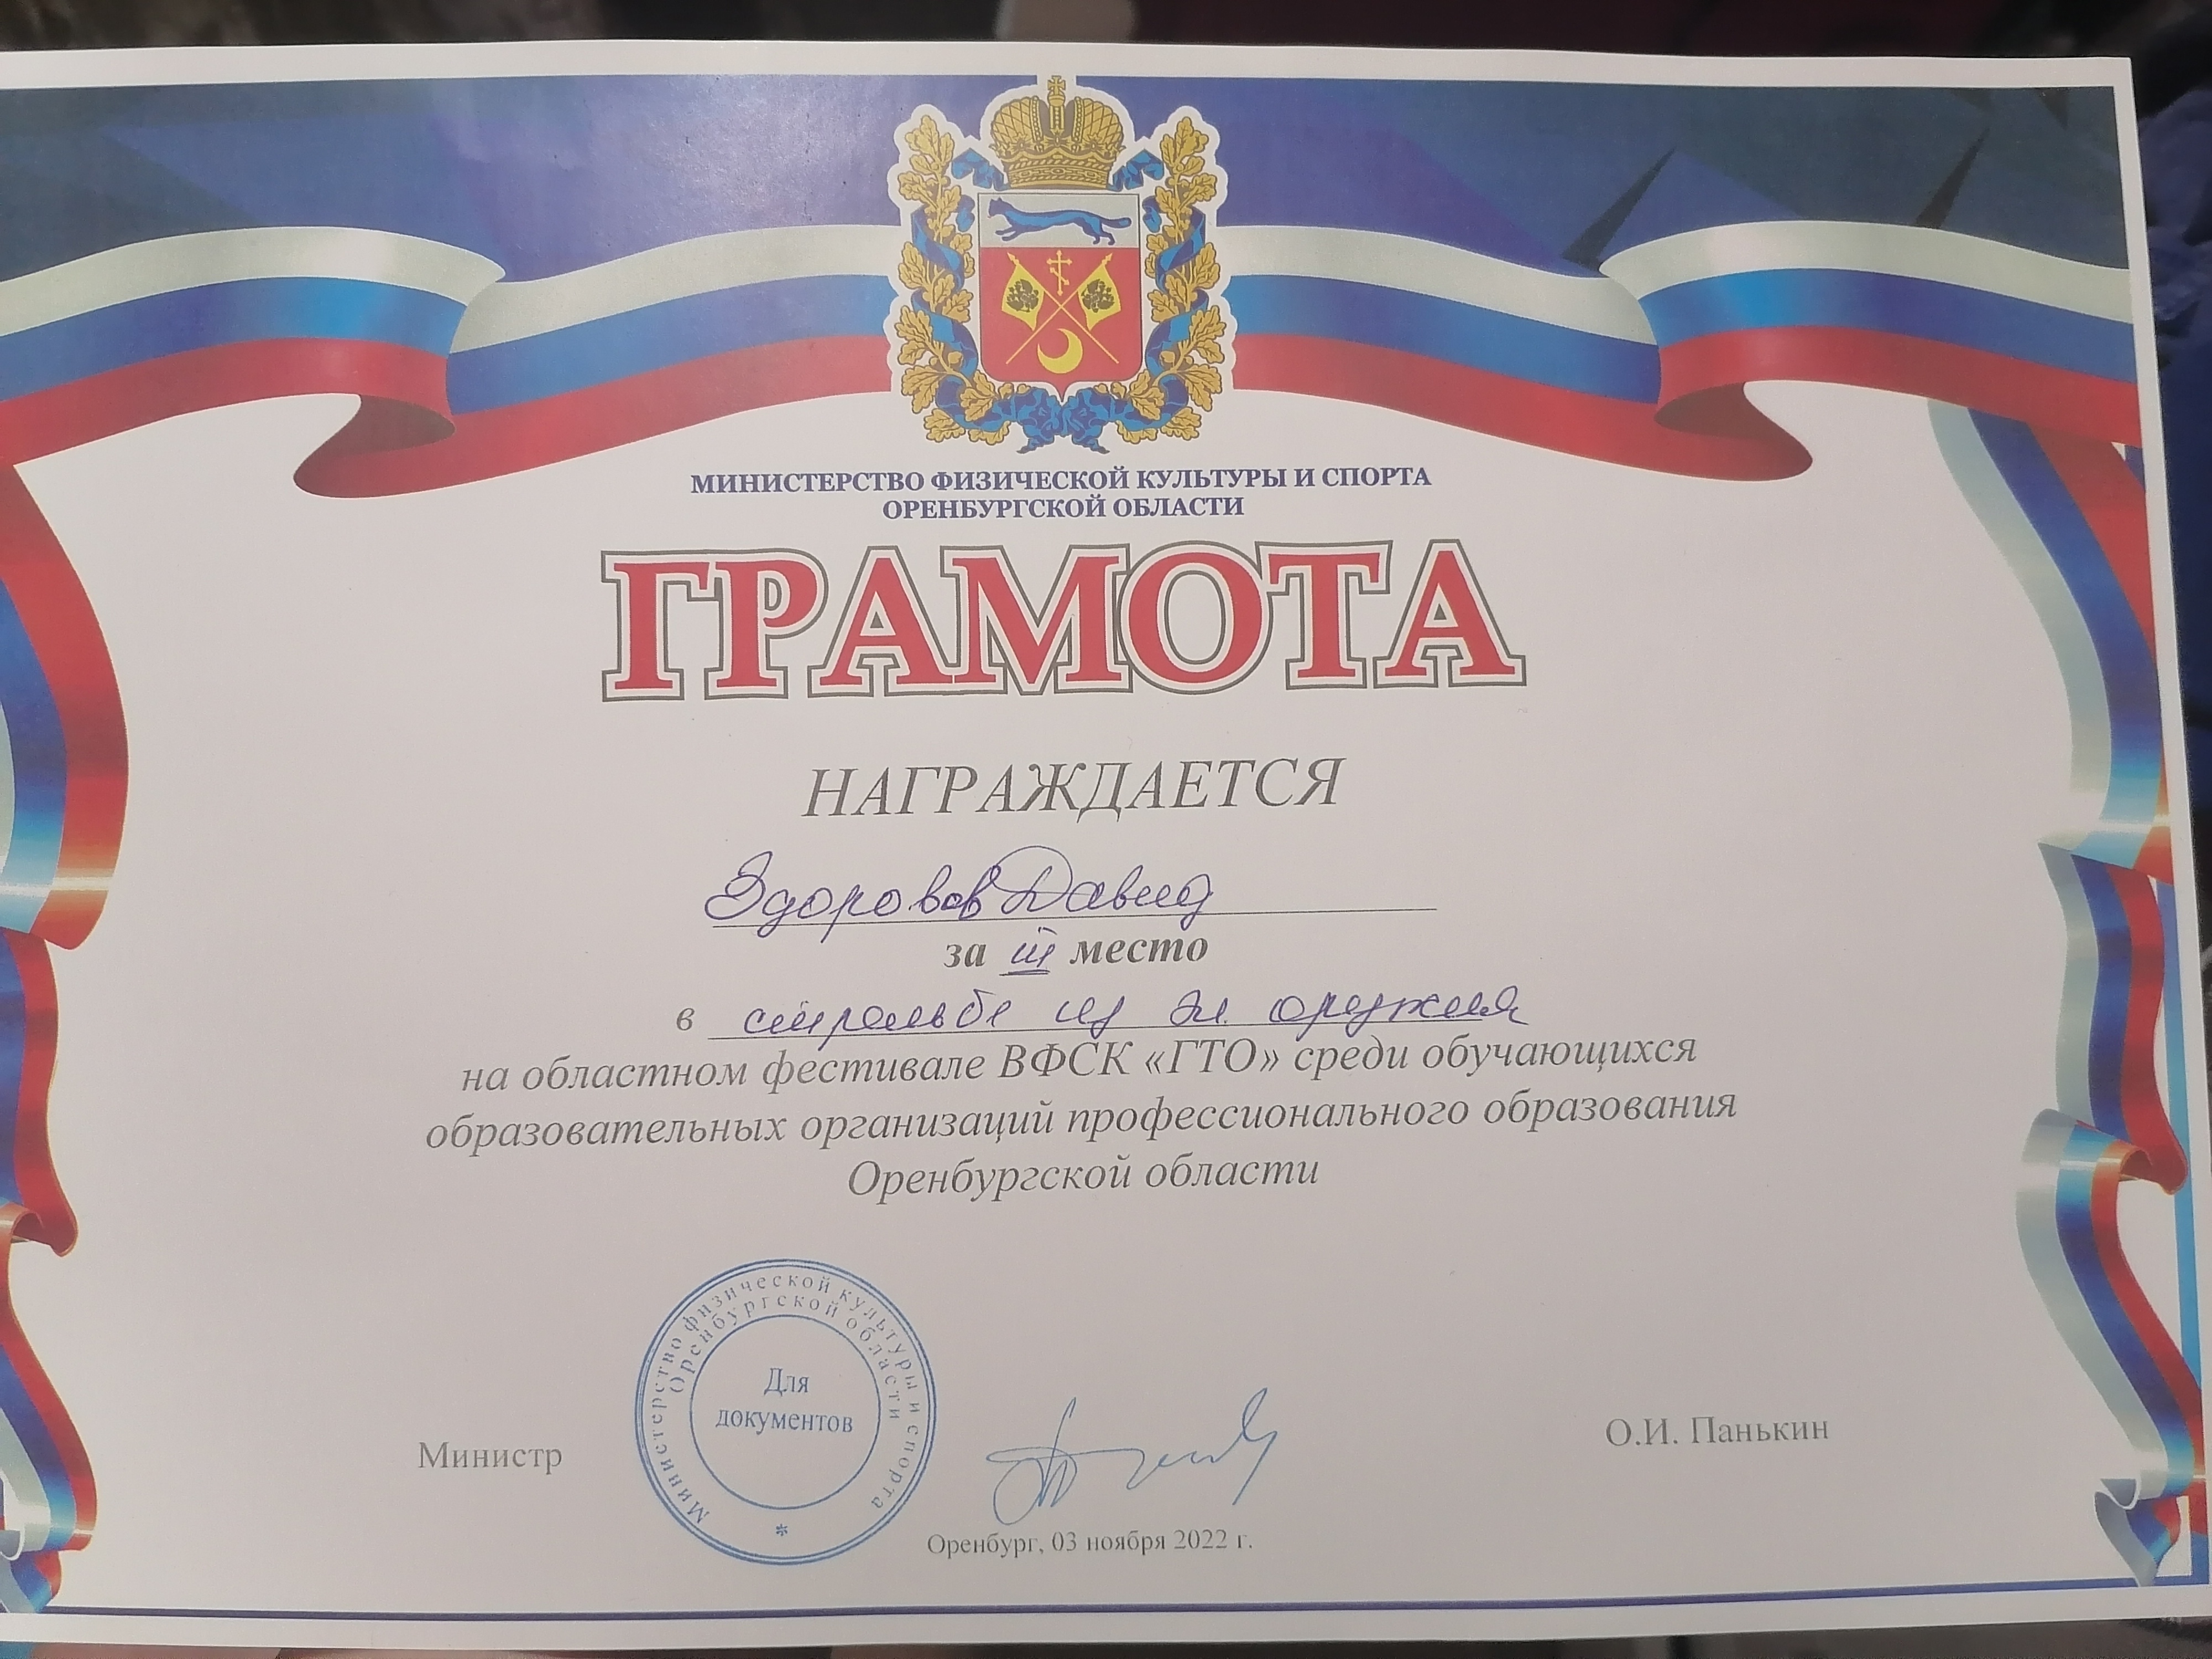 МИНИСТЕРСТВО ФИЗИЧЕСКОЙ КУЛЬТУРЫ И СПОРТА
ОРЕНБУРГСКОЙ ОБЛАСТИ
ГРАМОТА
НАГРАЖДАЕТСЯ
Здоровов Давид
за III место
в стрельбе из эл. оружия
на областном фестивале ВФСК «ГТО» среди обучающихся
образовательных организаций профессионального образования
Оренбургской области
Министерство физической культуры и спорта
Оренбургской области
Для
документов
*
Министр
О.И. Панькин
Оренбург, 03 ноября 2022 г.